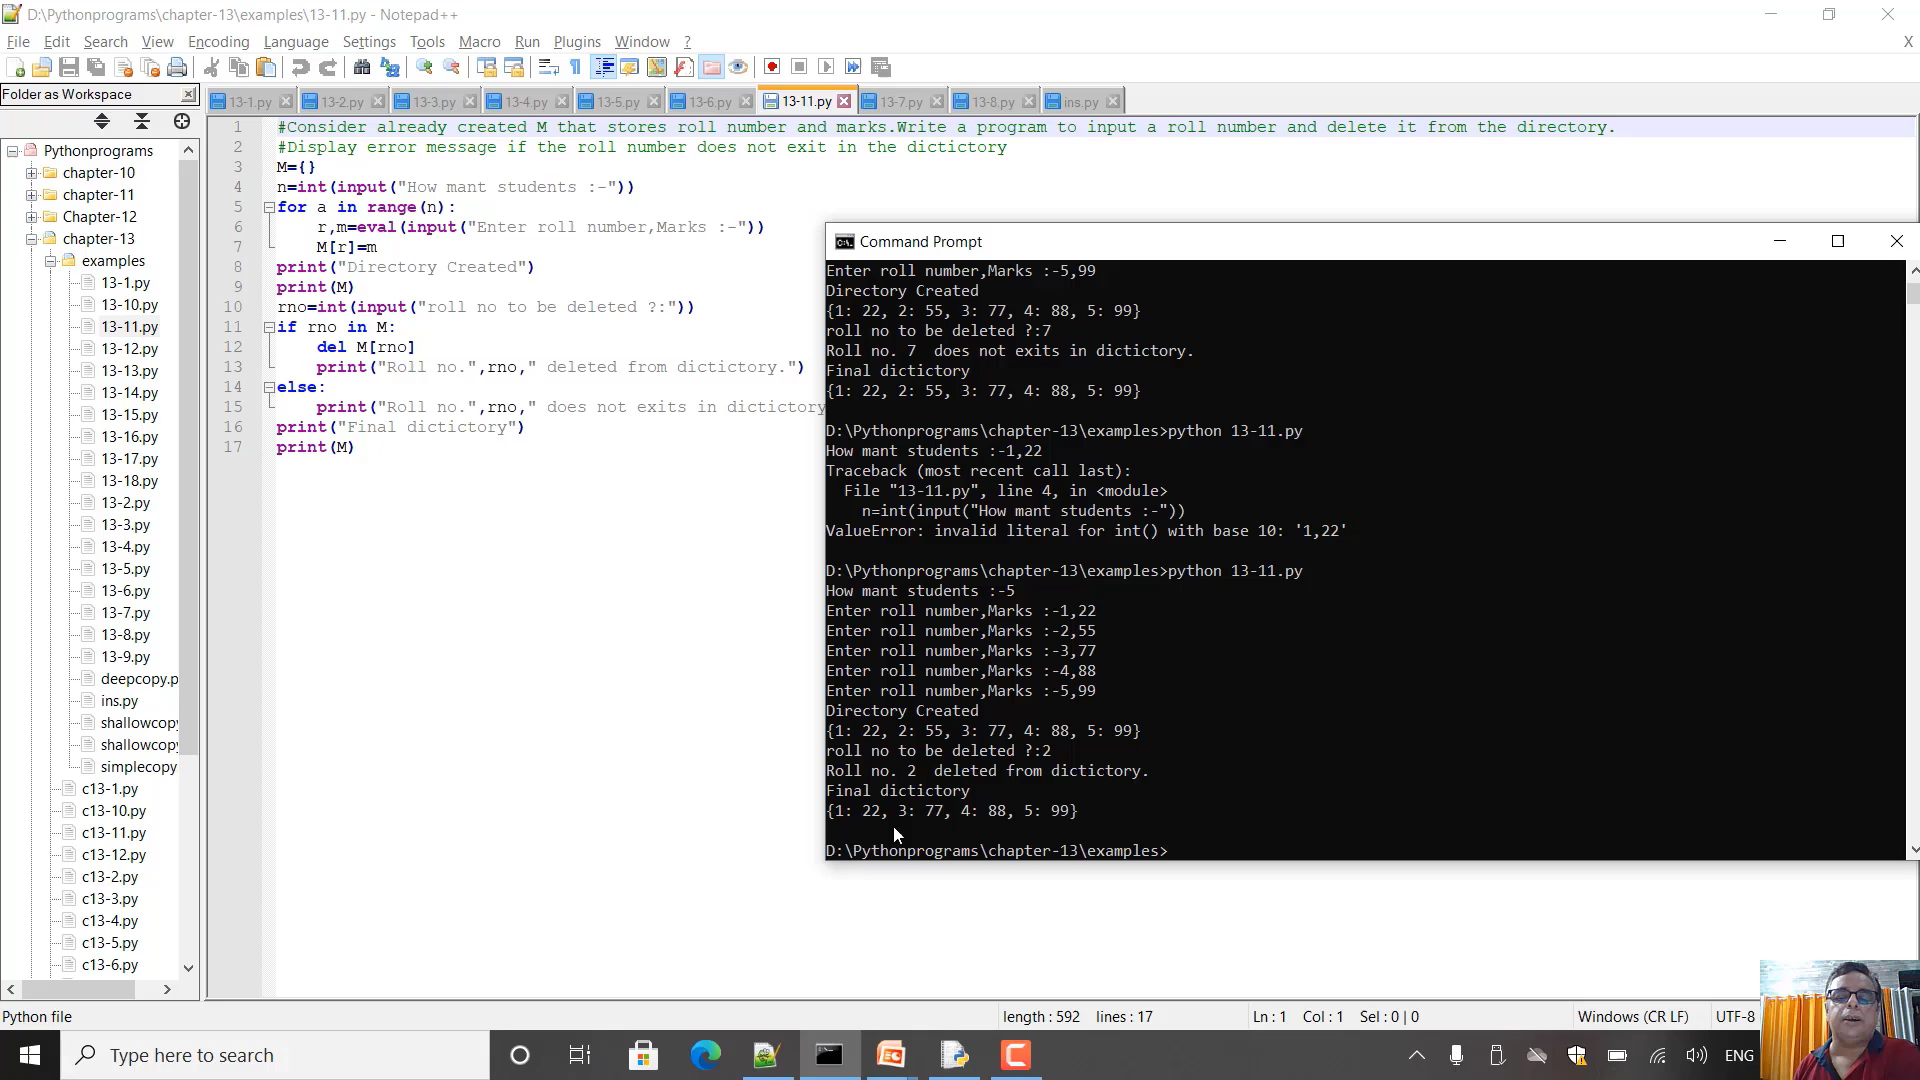 D:\Pythonprograms\chapter-13\examples\13-11.py - Notepad++
File Edit Search View Encoding Language Settings Tools Macro Run Plugins Window ? X
Folder as Workspace
13-1.py 13-2.py 13-3.py 13-4.py 13-5.py 13-6.py 13-11.py 13-7.py 13-8.py ins.py
Pythonprograms
chapter-10
chapter-11
Chapter-12
chapter-13
examples
13-1.py
13-10.py
13-11.py
13-12.py
13-13.py
13-14.py
13-15.py
13-16.py
13-17.py
13-18.py
13-2.py
13-3.py
13-4.py
13-5.py
13-6.py
13-7.py
13-8.py
13-9.py
deepcopy.p
ins.py
shallowcopy
shallowcopy
simplecopy
c13-1.py
c13-10.py
c13-11.py
c13-12.py
c13-2.py
c13-3.py
c13-4.py
c13-5.py
c13-6.py
1 #Consider already created M that stores roll number and marks.Write a program to input a roll number and delete it from the directory.
2 #Display error message if the roll number does not exit in the dictictory
3 M={}
4 n=int(input("How mant students :-"))
5 for a in range(n):
6 r,m=eval(input("Enter roll number,Marks :-"))
7 M[r]=m
8 print("Directory Created")
9 print(M)
10 rno=int(input("roll no to be deleted ?:"))
11 if rno in M:
12 del M[rno]
13 print("Roll no.",rno," deleted from dictictory.")
14 else:
15 print("Roll no.",rno," does not exits in dictictory
16 print("Final dictictory")
17 print(M)
Command Prompt
Enter roll number,Marks :-5,99
Directory Created
{1: 22, 2: 55, 3: 77, 4: 88, 5: 99}
roll no to be deleted ?:7
Roll no. 7  does not exits in dictictory.
Final dictictory
{1: 22, 2: 55, 3: 77, 4: 88, 5: 99}
D:\Pythonprograms\chapter-13\examples>python 13-11.py
How mant students :-1,22
Traceback (most recent call last):
File "13-11.py", line 4, in <module>
n=int(input("How mant students :-"))
ValueError: invalid literal for int() with base 10: '1,22'
D:\Pythonprograms\chapter-13\examples>python 13-11.py
How mant students :-5
Enter roll number,Marks :-1,22
Enter roll number,Marks :-2,55
Enter roll number,Marks :-3,77
Enter roll number,Marks :-4,88
Enter roll number,Marks :-5,99
Directory Created
{1: 22, 2: 55, 3: 77, 4: 88, 5: 99}
roll no to be deleted ?:2
Roll no. 2  deleted from dictictory.
Final dictictory
{1: 22, 3: 77, 4: 88, 5: 99}
D:\Pythonprograms\chapter-13\examples>
Python file length : 592 lines : 17 Ln : 1 Col : 1 Sel : 0 | 0 Windows (CR LF) UTF-8
Type here to search ENG